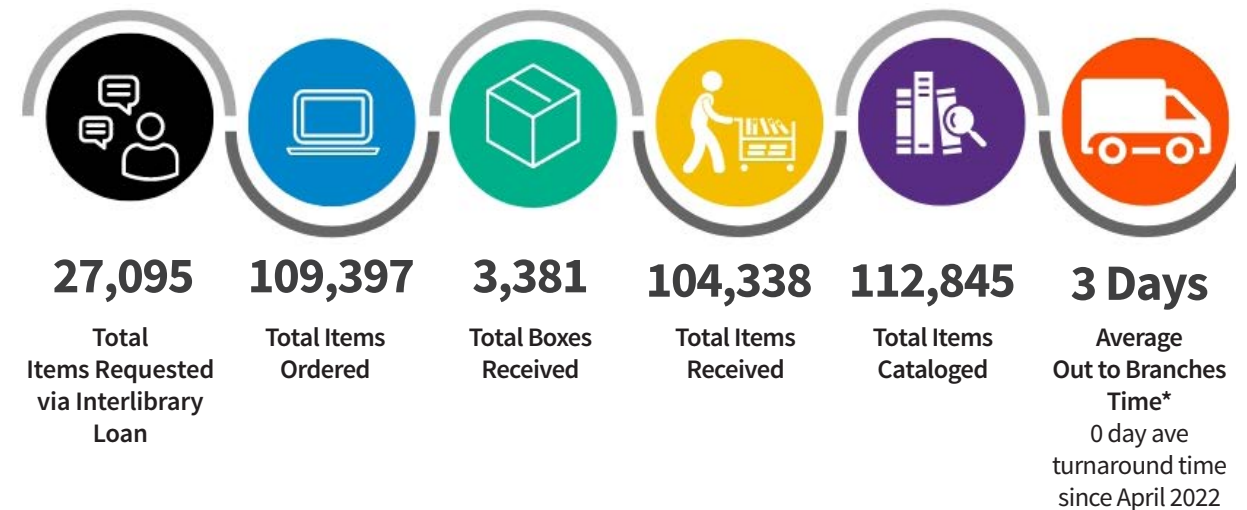 27,095
Total
Items Requested
via Interlibrary
Loan
109,397
Total Items
Ordered
3,381
Total Boxes
Received
104,338
Total Items
Received
112,845
Total Items
Cataloged
3 Days
Average
Out to Branches
Time*
0 day ave
turnaround time
since April 2022